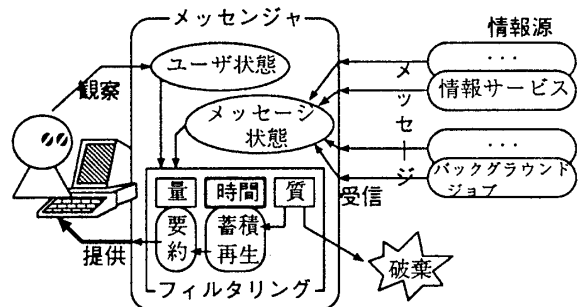 メッセンジャ
情報源
ユーザ状態
観察
・・・
情報サービス
メッセージ
メッセージ
状態
・・・
バックグラウンド
ジョブ
受信
量
時間
質
要約
蓄積
再生
提供
フィルタリング
破棄